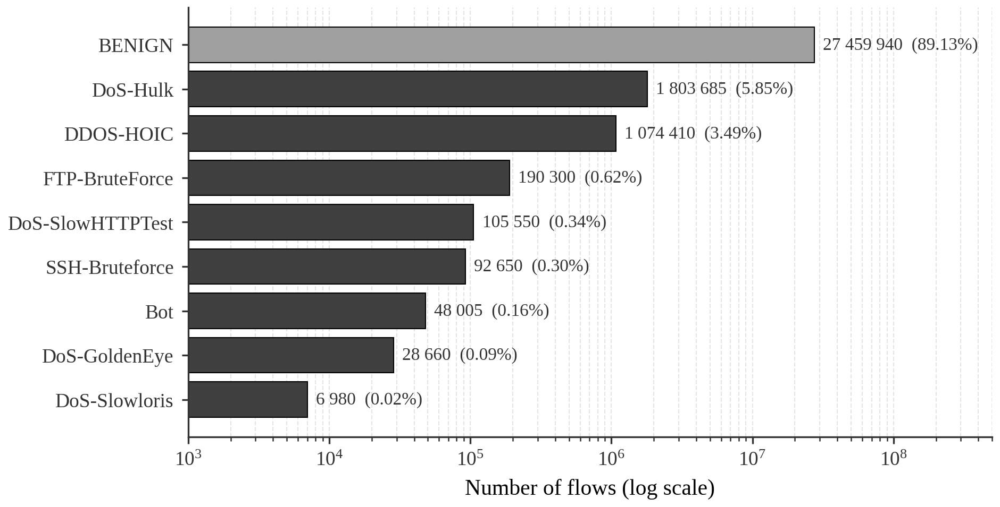 BENIGN 27 459 940 (89.13%)
DoS-Hulk 1 803 685 (5.85%)
DDOS-HOIC 1 074 410 (3.49%)
FTP-BruteForce 190 300 (0.62%)
DoS-SlowHTTPTest 105 550 (0.34%)
SSH-Bruteforce 92 650 (0.30%)
Bot 48 005 (0.16%)
DoS-GoldenEye 28 660 (0.09%)
DoS-Slowloris 6 980 (0.02%)
10³ 10⁴ 10⁵ 10⁶ 10⁷ 10⁸
Number of flows (log scale)